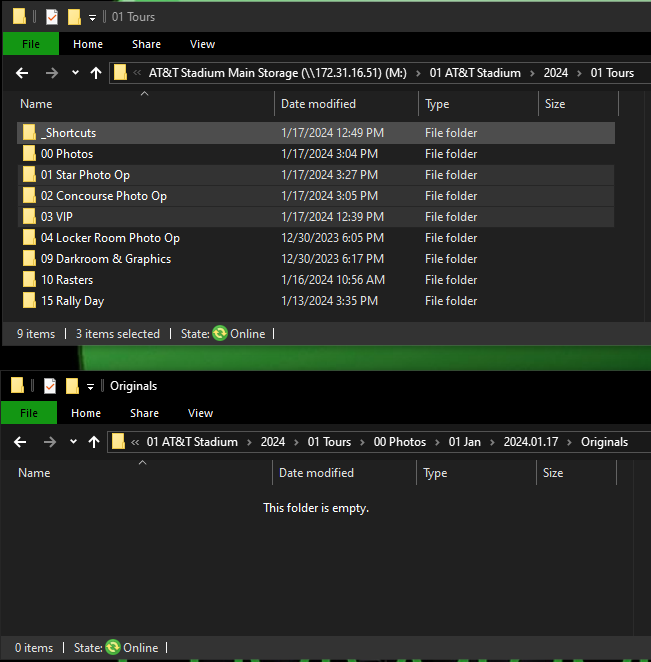 01 Tours
File Home Share View
« AT&T Stadium Main Storage (\\172.31.16.51) (M:) > 01 AT&T Stadium > 2024 > 01 Tours
Name Date modified Type Size
_Shortcuts 1/17/2024 12:49 PM File folder
00 Photos 1/17/2024 3:04 PM File folder
01 Star Photo Op 1/17/2024 3:27 PM File folder
02 Concourse Photo Op 1/17/2024 3:05 PM File folder
03 VIP 1/17/2024 12:39 PM File folder
04 Locker Room Photo Op 12/30/2023 6:05 PM File folder
09 Darkroom & Graphics 12/30/2023 6:17 PM File folder
10 Rasters 1/16/2024 10:56 AM File folder
15 Rally Day 1/13/2024 3:35 PM File folder
9 items 3 items selected State: Online
Originals
File Home Share View
« 01 AT&T Stadium > 2024 > 01 Tours > 00 Photos > 01 Jan > 2024.01.17 > Originals
Name Date modified Type Size
This folder is empty.
0 items State: Online